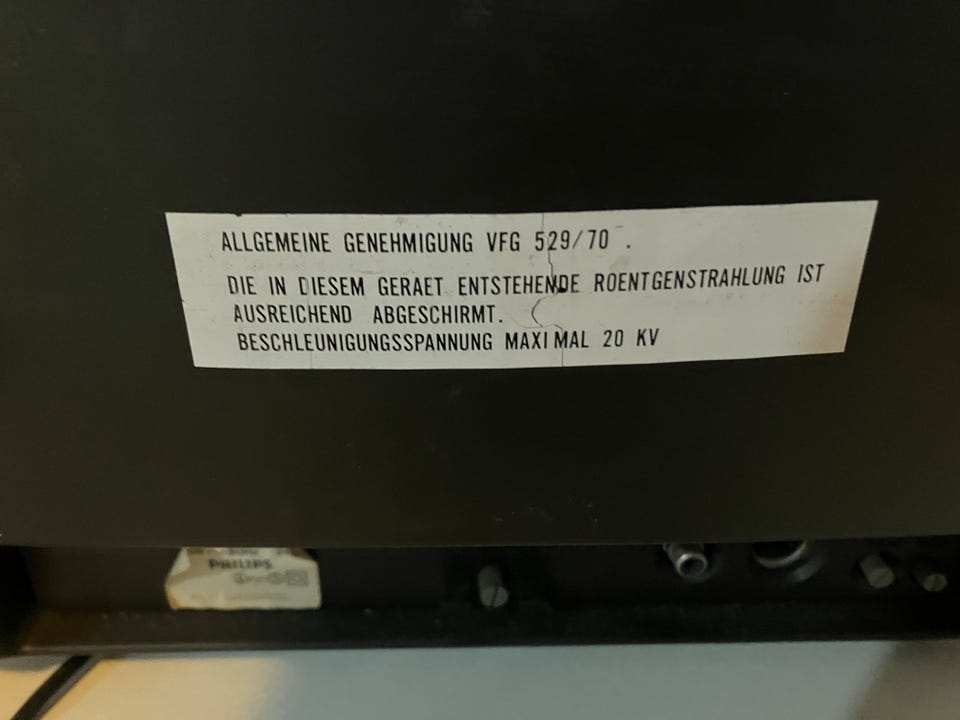 ALLGEMEINE GENEHMIGUNG VFG 529/70 .
DIE IN DIESEM GERAET ENTSTEHENDE ROENTGENSTRAHLUNG IST
AUSREICHEND ABGESCHIRMT.
BESCHLEUNIGUNGSSPANNUNG MAXIMAL 20 KV
PHILIPS